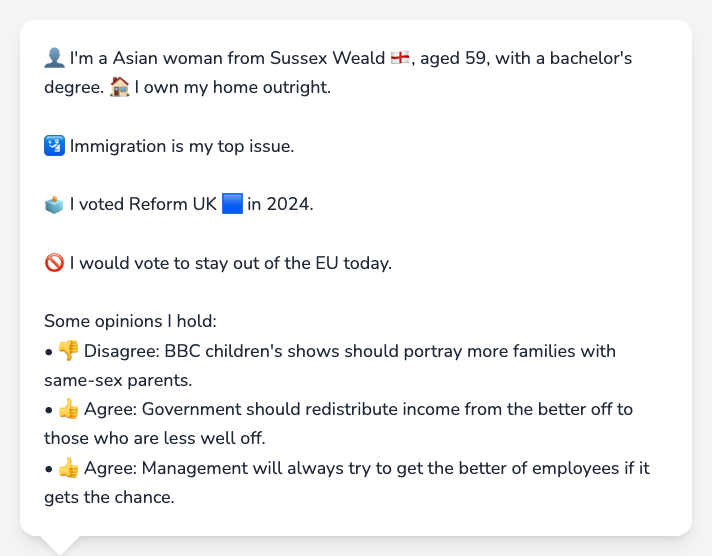 👤 I'm a Asian woman from Sussex Weald 🏴󠁧󠁢󠁥󠁮󠁧󠁿, aged 59, with a bachelor's
degree. 🏠 I own my home outright.
🛂 Immigration is my top issue.
🗳️ I voted Reform UK 🟦 in 2024.
🚫 I would vote to stay out of the EU today.
Some opinions I hold:
• 👎 Disagree: BBC children's shows should portray more families with
same-sex parents.
• 👍 Agree: Government should redistribute income from the better off to
those who are less well off.
• 👍 Agree: Management will always try to get the better of employees if it
gets the chance.